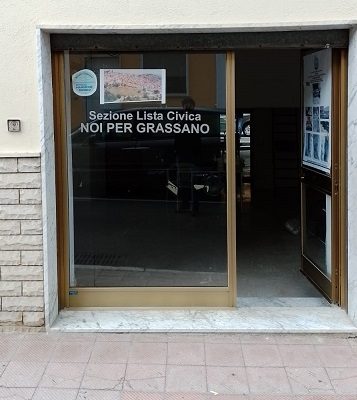 Sezione Lista Civica
NOI PER GRASSANO